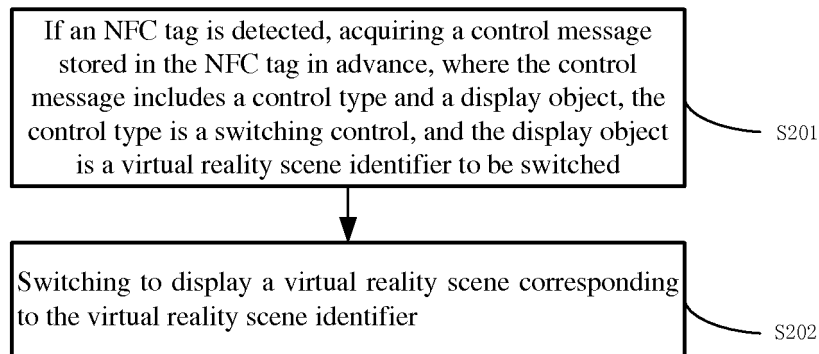 If an NFC tag is detected, acquiring a control message
stored in the NFC tag in advance, where the control
message includes a control type and a display object, the
control type is a switching control, and the display object
is a virtual reality scene identifier to be switched
S201
Switching to display a virtual reality scene corresponding
to the virtual reality scene identifier
S202